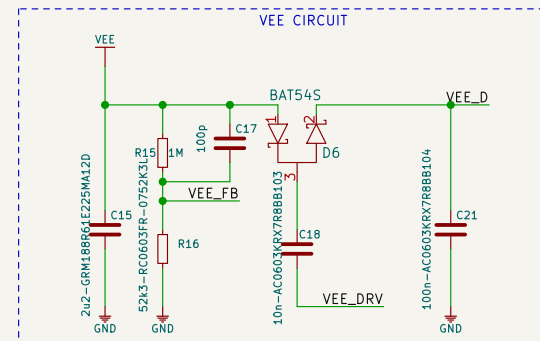 VEE CIRCUIT
VEE
BAT54S
VEE_D
1
2
C17
100p
D6
R15
1M
3
VEE_FB
C15
2u2-GRM188R61E225MA12D
52k3-RC0603FR-0752K3L
R16
C18
10n-AC0603KRX7R8BB103
C21
100n-AC0603KRX7R8BB104
VEE_DRV
GND
GND
GND